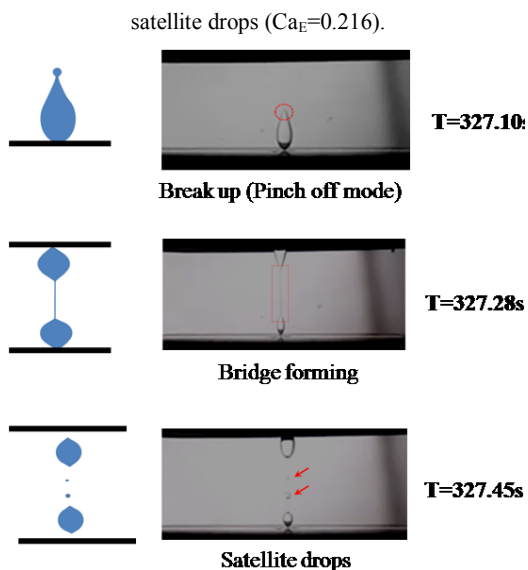 satellite drops (CaE=0.216).
T=327.10s
Break up (Pinch off mode)
T=327.28s
Bridge forming
T=327.45s
Satellite drops